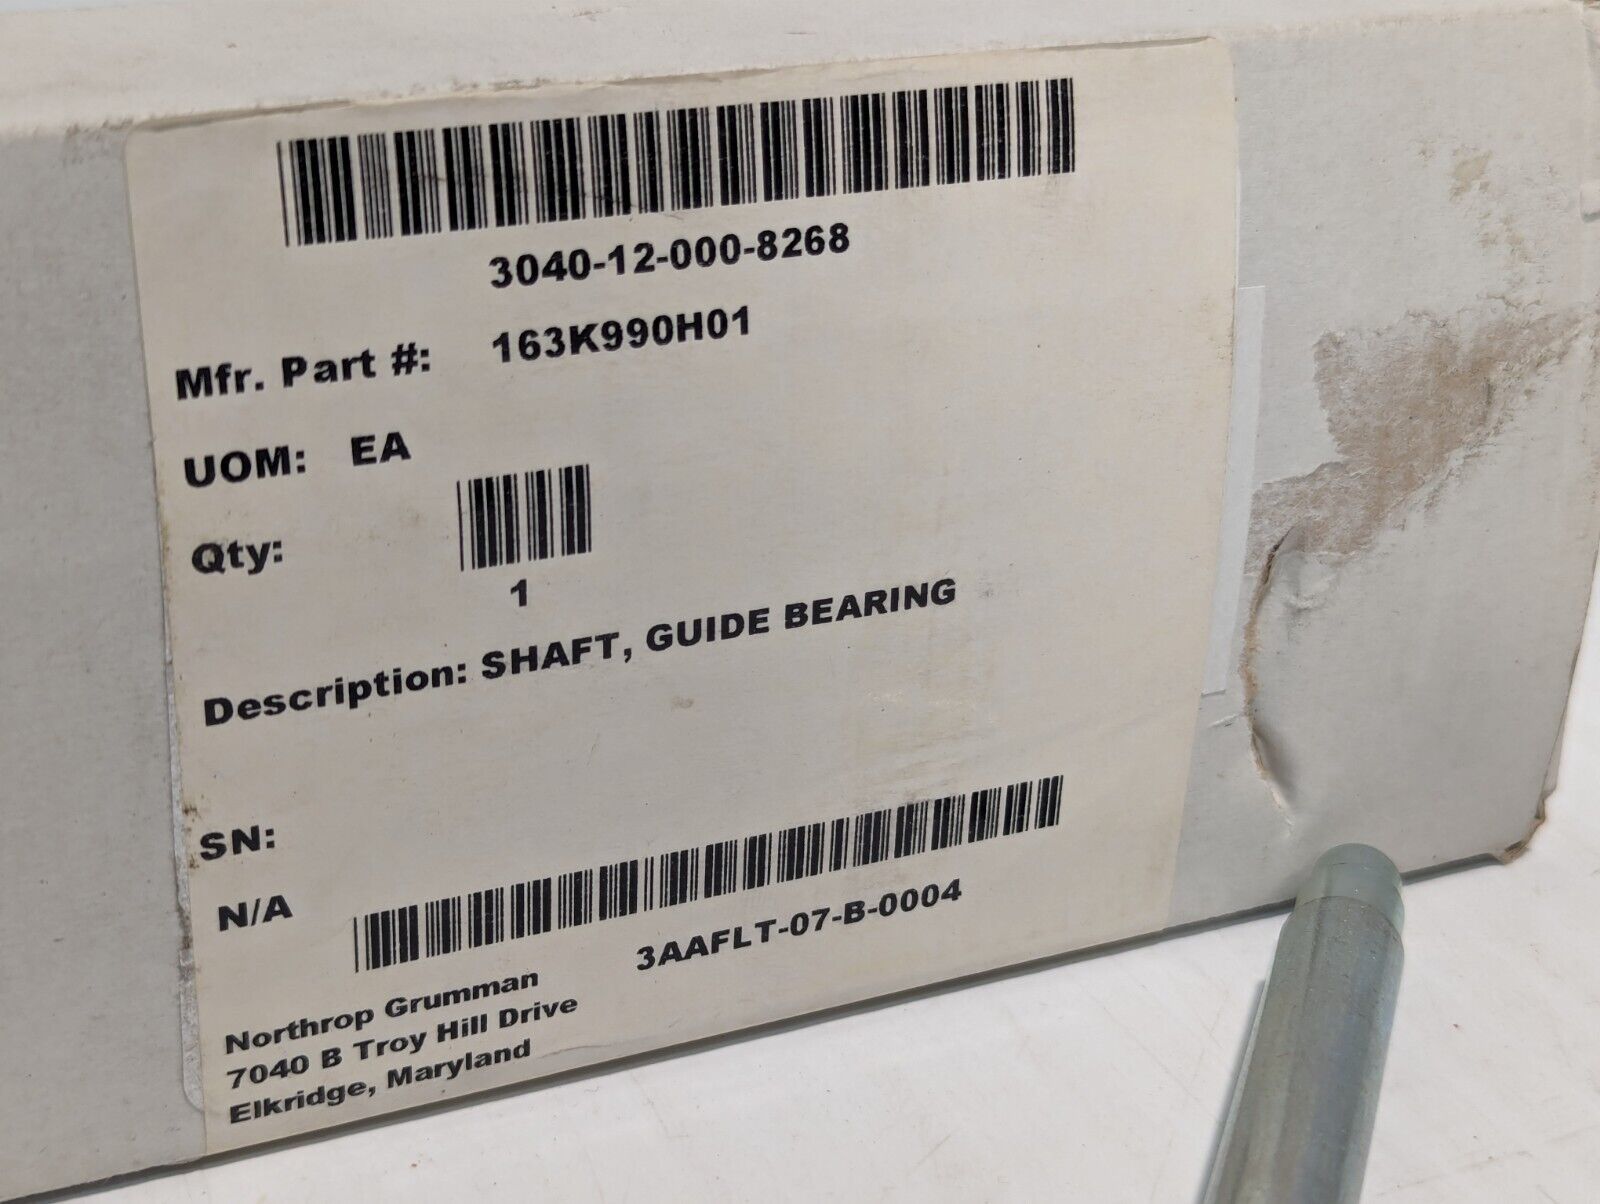 3040-12-000-8268
Mfr. Part #: 163K990H01
UOM: EA
Qty:
1
Description: SHAFT, GUIDE BEARING
SN:
N/A
3AAFLT-07-B-0004
Northrop Grumman
7040 B Troy Hill Drive
Elkridge, Maryland